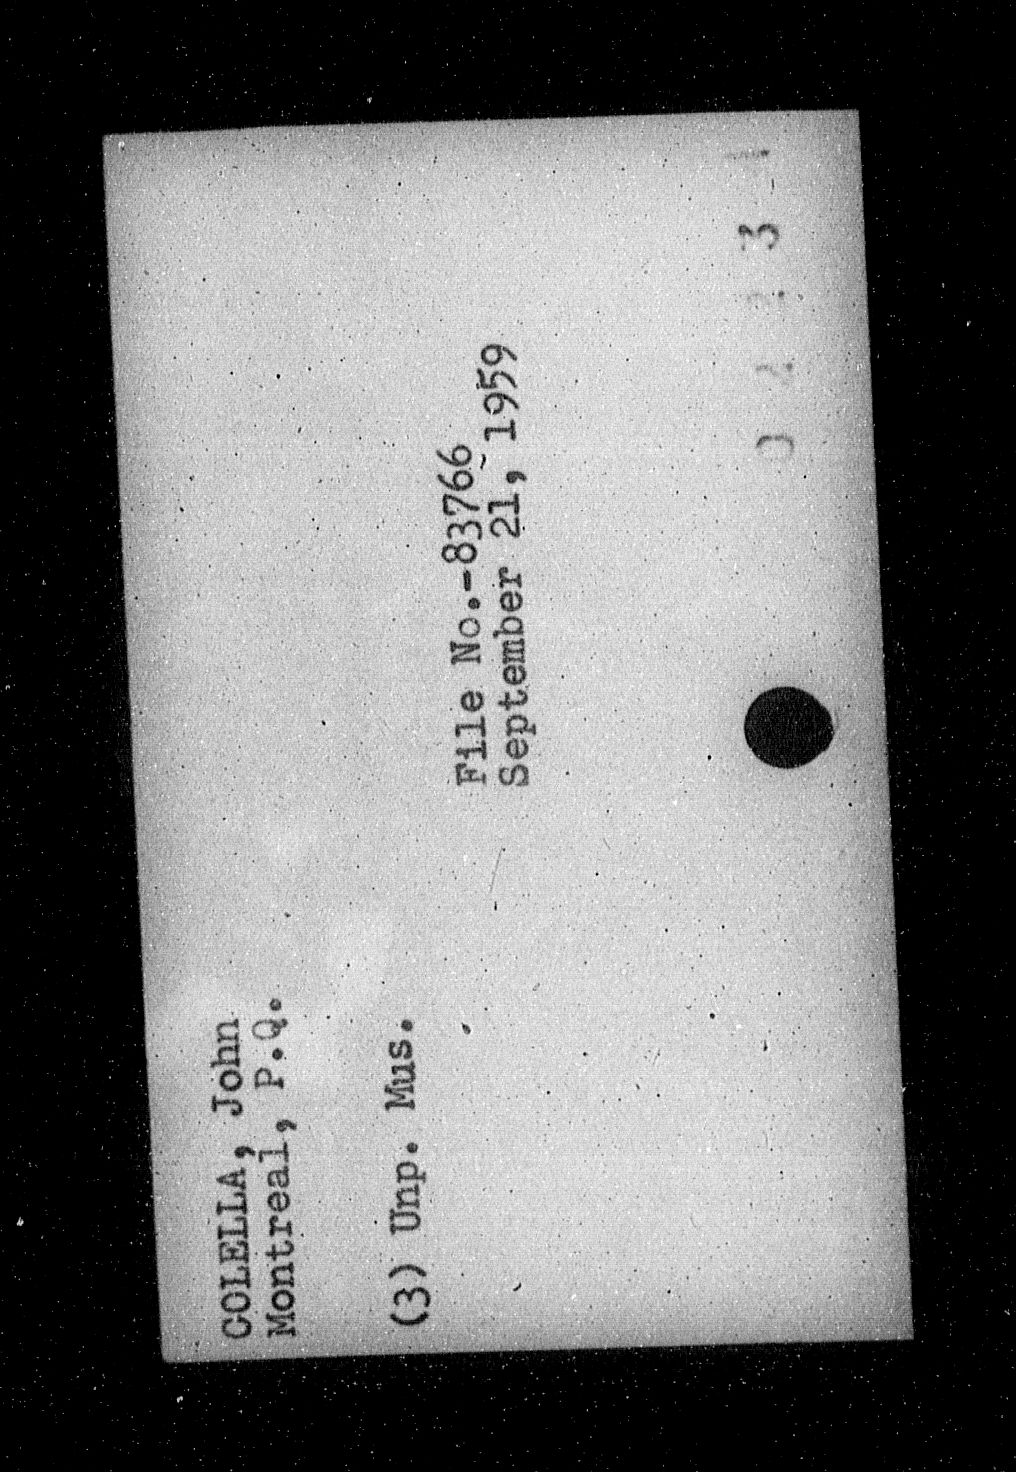 COLELLA, John
Montreal, P.Q.
(3) Unp. Mus.
File No.-83766
September 21, 1959